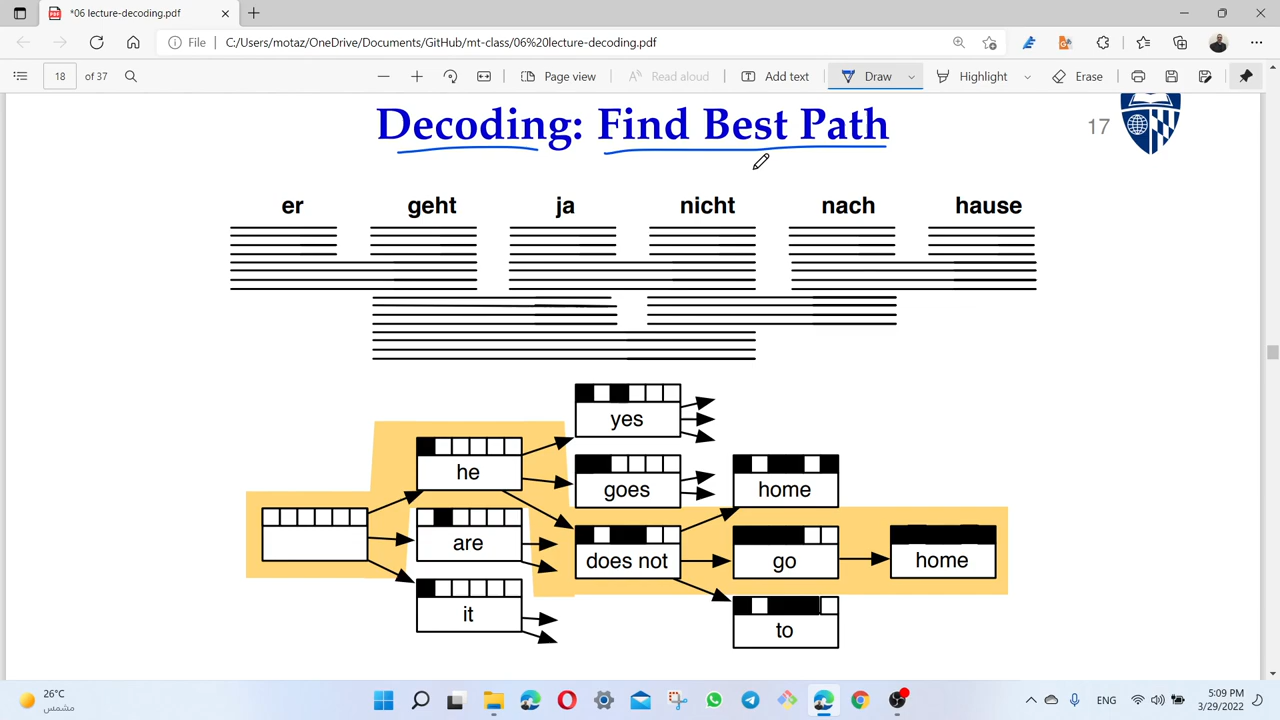 *06 lecture-decoding.pdf
File C:/Users/motaz/OneDrive/Documents/GitHub/mt-class/06%20lecture-decoding.pdf
18 of 37 Page view Read aloud Add text Draw Highlight Erase
Decoding: Find Best Path
17
er geht ja nicht nach hause
yes
he
goes
home
are
does not
go
home
it
to
26°C
مشمس
ENG
5:09 PM
3/29/2022